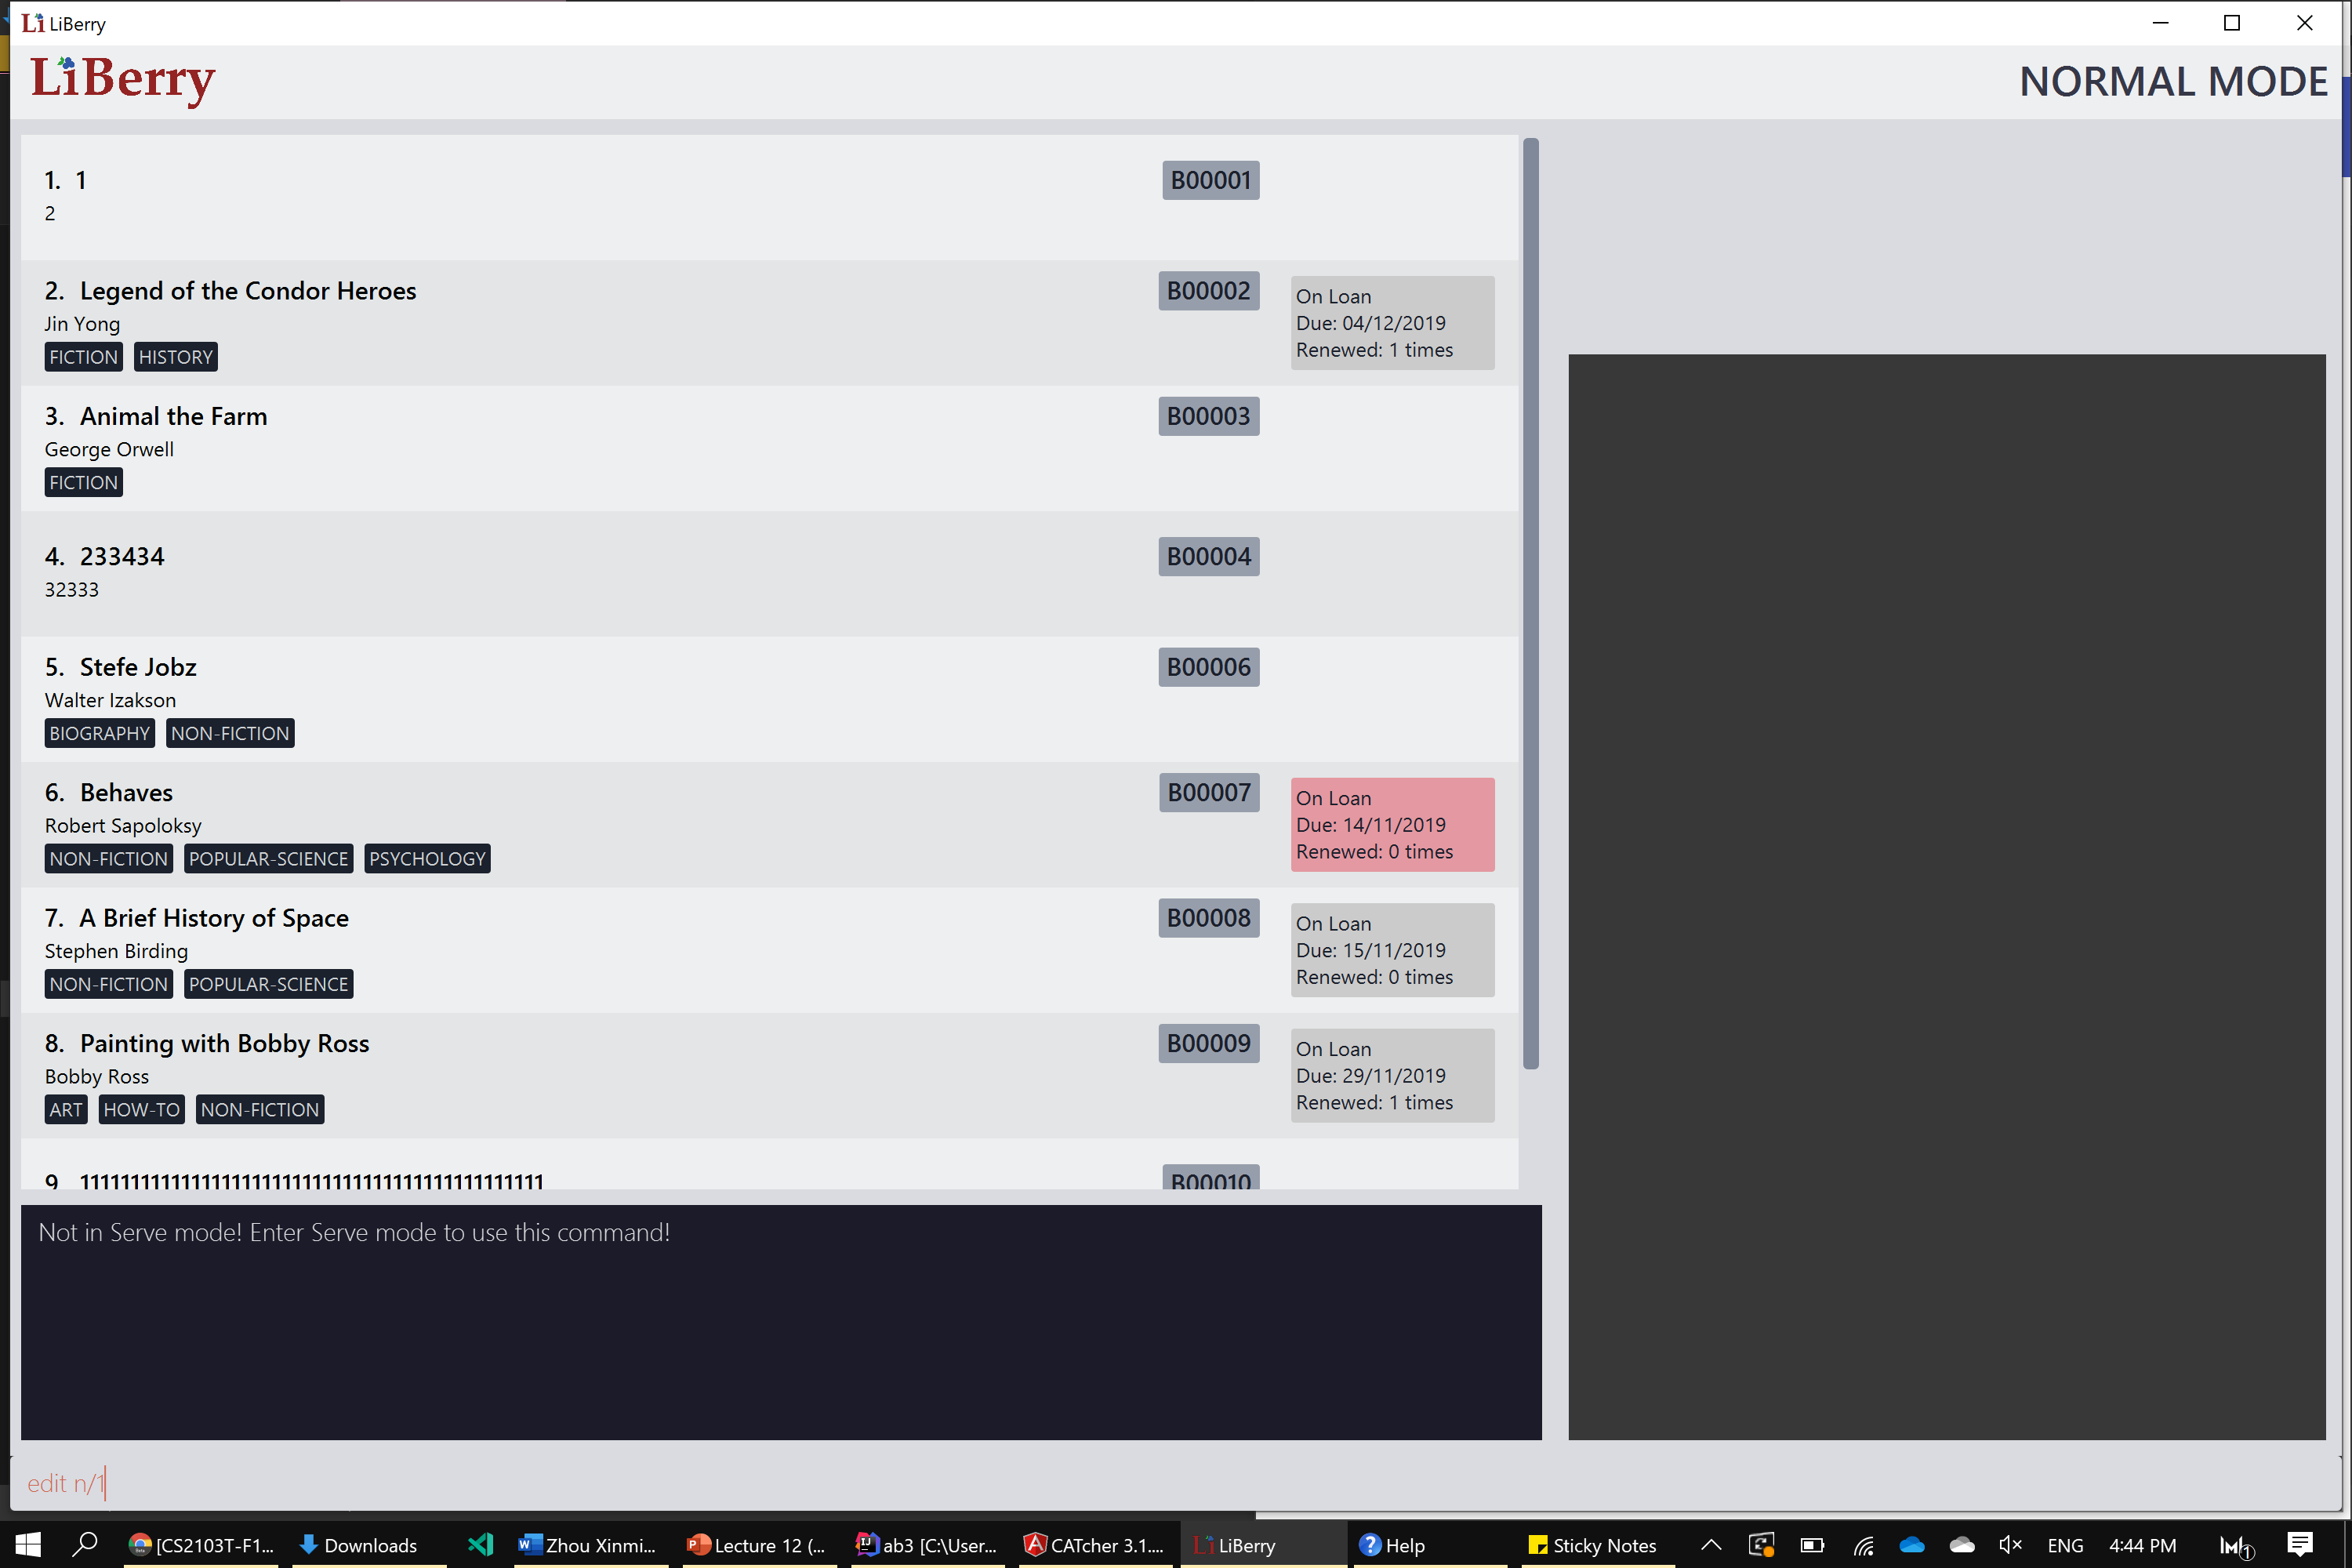 LiBerry
LiBerry
NORMAL MODE
1. 1
B00001
2
2. Legend of the Condor Heroes
B00002
Jin Yong
FICTION HISTORY
On Loan
Due: 04/12/2019
Renewed: 1 times
3. Animal the Farm
B00003
George Orwell
FICTION
4. 233434
B00004
32333
5. Stefe Jobz
B00006
Walter Izakson
BIOGRAPHY NON-FICTION
6. Behaves
B00007
Robert Sapoloksy
NON-FICTION POPULAR-SCIENCE PSYCHOLOGY
On Loan
Due: 14/11/2019
Renewed: 0 times
7. A Brief History of Space
B00008
Stephen Birding
NON-FICTION POPULAR-SCIENCE
On Loan
Due: 15/11/2019
Renewed: 0 times
8. Painting with Bobby Ross
B00009
Bobby Ross
ART HOW-TO NON-FICTION
On Loan
Due: 29/11/2019
Renewed: 1 times
9
B00010
Not in Serve mode! Enter Serve mode to use this command!
edit n/1
[CS2103T-F1... Downloads Zhou Xinmi... Lecture 12 (... ab3 [C:\User... CATcher 3.1.... LiBerry Help Sticky Notes ENG 4:44 PM